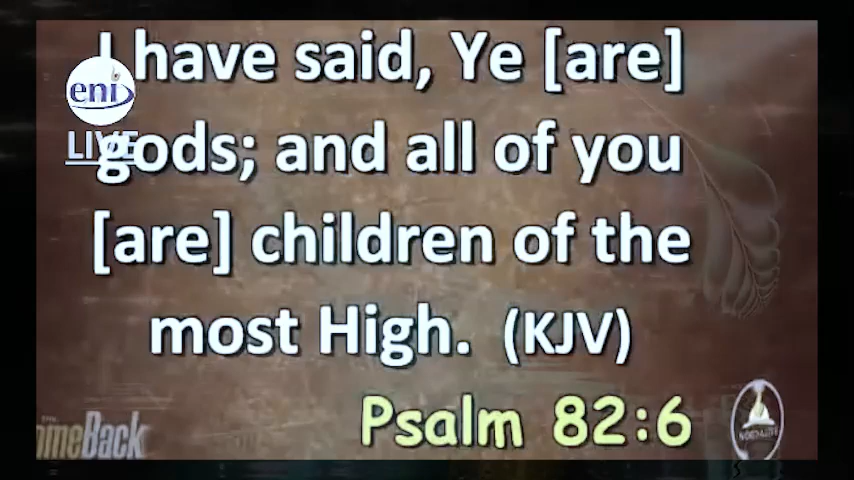 I have said, Ye [are]
eni
LIVE
gods; and all of you
[are] children of the
most High. (KJV)
Psalm 82:6
omeBack